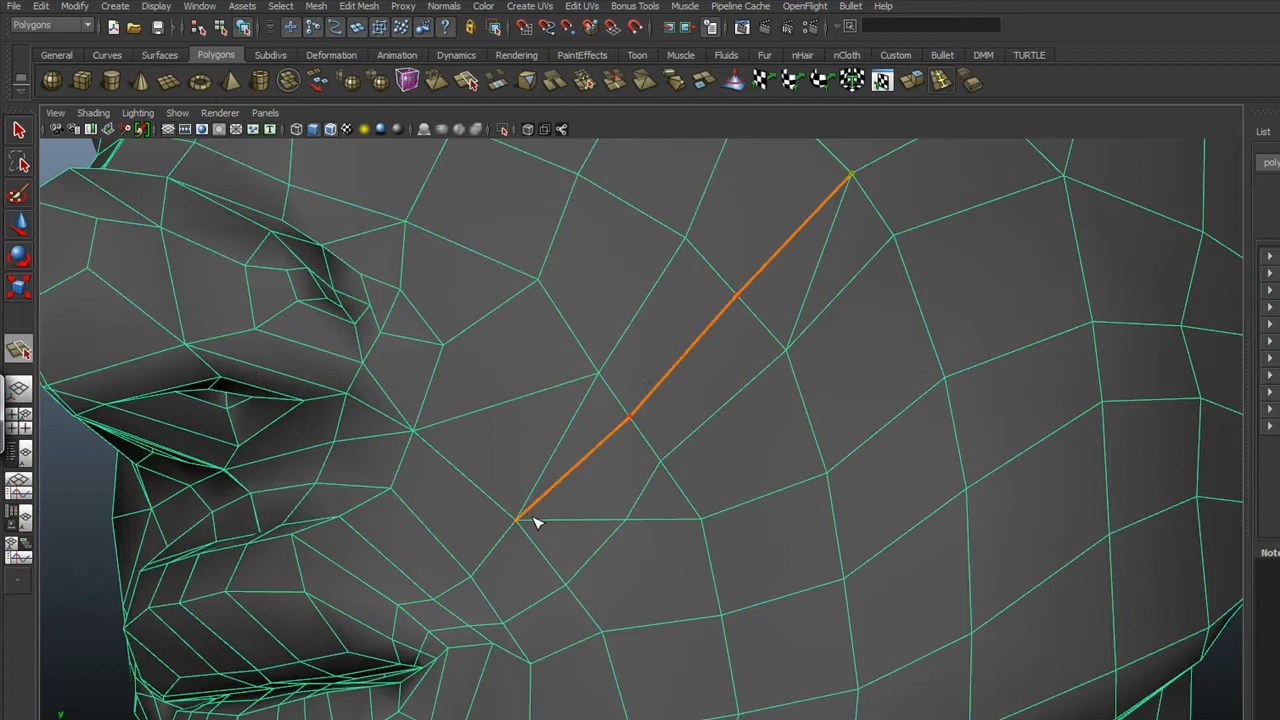 File Edit Modify Create Display Window Assets Select Mesh Edit Mesh Proxy Normals Color Create UVs Edit UVs Bonus Tools Muscle Pipeline Cache OpenFlight Bullet Help
Polygons
General Curves Surfaces Polygons Subdivs Deformation Animation Dynamics Rendering PaintEffects Toon Muscle Fluids Fur nHair nCloth Custom Bullet DMM TURTLE
View Shading Lighting Show Renderer Panels
List
poly
Note
y